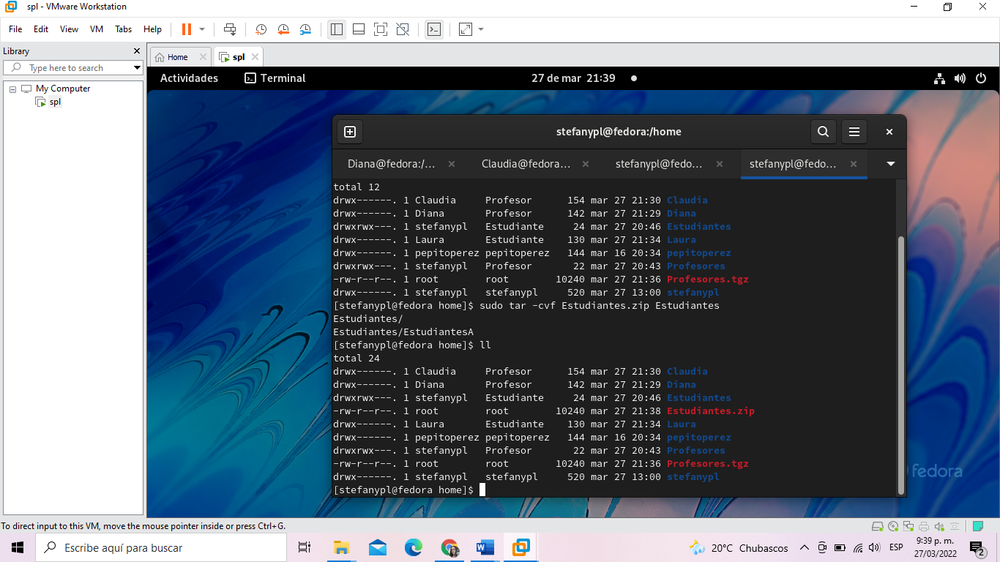 spl - VMware Workstation
File Edit View VM Tabs Help
Library
Type here to search
My Computer
spl
Home
spl
Actividades
Terminal
27 de mar 21:39
stefanypl@fedora:/home
Diana@fedora:/...
Claudia@fedora...
stefanypl@fedo...
stefanypl@fedo...
total 12
drwx------. 1 Claudia Profesor 154 mar 27 21:30 Claudia
drwx------. 1 Diana Profesor 142 mar 27 21:29 Diana
drwxrwx---. 1 stefanypl Estudiante 24 mar 27 20:46 Estudiantes
drwx------. 1 Laura Estudiante 130 mar 27 21:34 Laura
drwx------. 1 pepitoperez pepitoperez 144 mar 16 20:34 pepitoperez
drwxrwx---. 1 stefanypl Profesor 22 mar 27 20:43 Profesores
-rw-r--r--. 1 root root 10240 mar 27 21:36 Profesores.tgz
drwx------. 1 stefanypl stefanypl 520 mar 27 13:00 stefanypl
[stefanypl@fedora home]$ sudo tar -cvf Estudiantes.zip Estudiantes
Estudiantes/
Estudiantes/EstudiantesA
[stefanypl@fedora home]$ ll
total 24
drwx------. 1 Claudia Profesor 154 mar 27 21:30 Claudia
drwx------. 1 Diana Profesor 142 mar 27 21:29 Diana
drwxrwx---. 1 stefanypl Estudiante 24 mar 27 20:46 Estudiantes
-rw-r--r--. 1 root root 10240 mar 27 21:38 Estudiantes.zip
drwx------. 1 Laura Estudiante 130 mar 27 21:34 Laura
drwx------. 1 pepitoperez pepitoperez 144 mar 16 20:34 pepitoperez
drwxrwx---. 1 stefanypl Profesor 22 mar 27 20:43 Profesores
-rw-r--r--. 1 root root 10240 mar 27 21:36 Profesores.tgz
drwx------. 1 stefanypl stefanypl 520 mar 27 13:00 stefanypl
[stefanypl@fedora home]$
fedora
To direct input to this VM, move the mouse pointer inside or press Ctrl+G.
Escribe aquí para buscar
20°C Chubascos
ESP
9:39 p. m.
27/03/2022
2